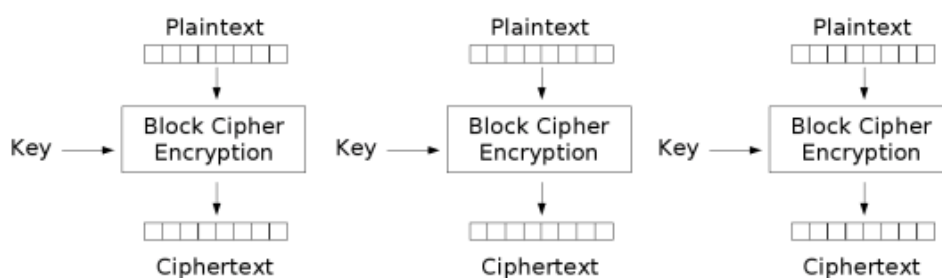 Plaintext Plaintext Plaintext
Block Cipher Block Cipher Block Cipher
Key Encryption Key Encryption Key Encryption
Ciphertext Ciphertext Ciphertext